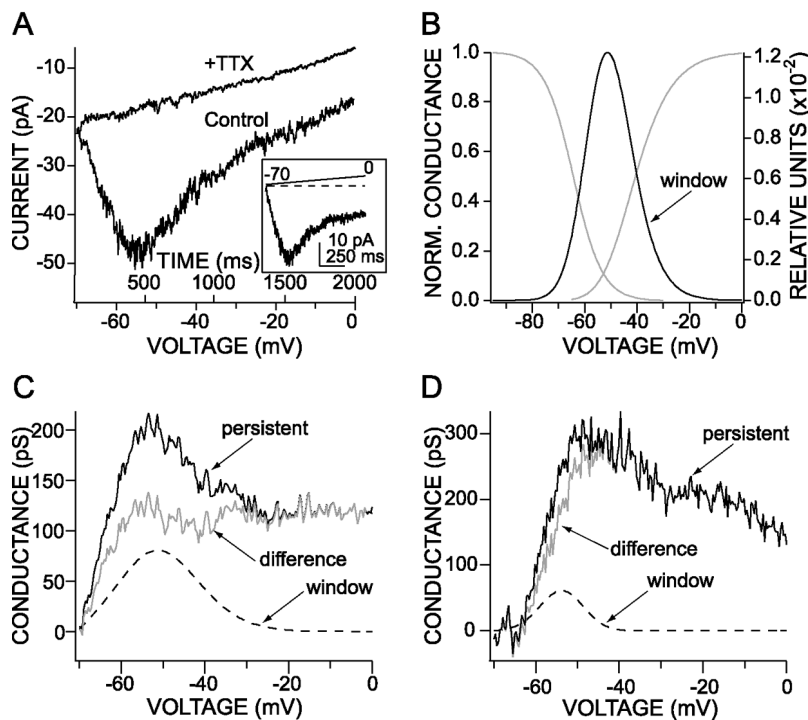 A
CURRENT (pA)
-10
-20
-30
-40
-50
+TTX
Control
-70
0
10 pA
250 ms
TIME (ms)
500
1000
1500
2000
-60
-40
-20
0
VOLTAGE (mV)
B
NORM. CONDUCTANCE
1.0
0.8
0.6
0.4
0.2
0.0
window
1.2
1.0
0.8
0.6
0.4
0.2
0.0
RELATIVE UNITS (x10-2)
-80
-60
-40
-20
0
VOLTAGE (mV)
C
CONDUCTANCE (pS)
200
150
100
50
0
persistent
difference
window
-60
-40
-20
0
VOLTAGE (mV)
D
CONDUCTANCE (pS)
300
200
100
0
persistent
difference
window
-60
-40
-20
0
VOLTAGE (mV)